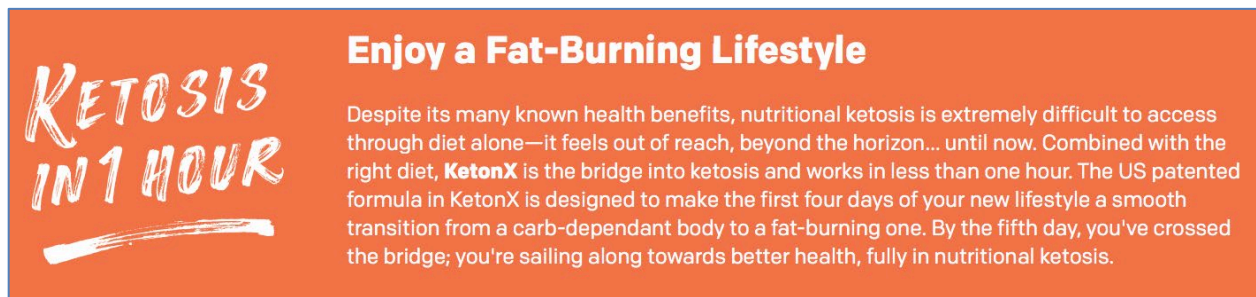 KETOSIS
IN 1 HOUR
Enjoy a Fat-Burning Lifestyle
Despite its many known health benefits, nutritional ketosis is extremely difficult to access
through diet alone—it feels out of reach, beyond the horizon... until now. Combined with the
right diet, KetonX is the bridge into ketosis and works in less than one hour. The US patented
formula in KetonX is designed to make the first four days of your new lifestyle a smooth
transition from a carb-dependant body to a fat-burning one. By the fifth day, you've crossed
the bridge; you're sailing along towards better health, fully in nutritional ketosis.